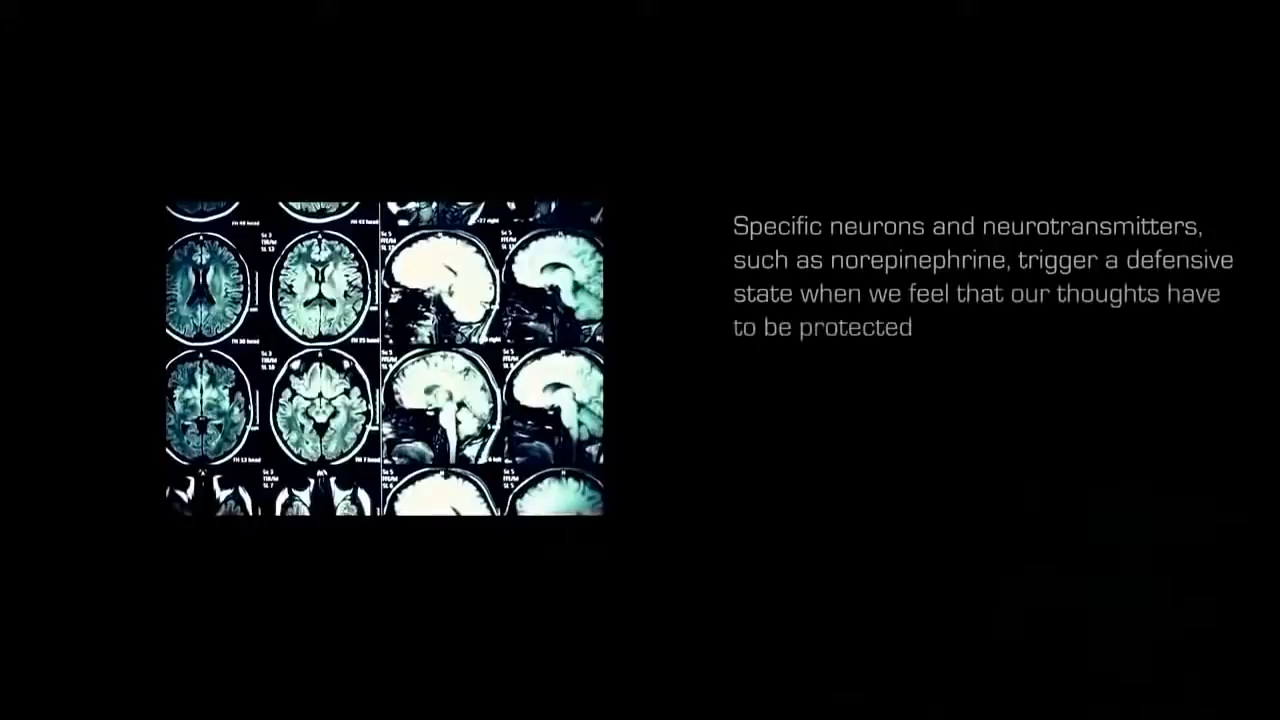 Specific neurons and neurotransmitters,
such as norepinephrine, trigger a defensive
state when we feel that our thoughts have
to be protected